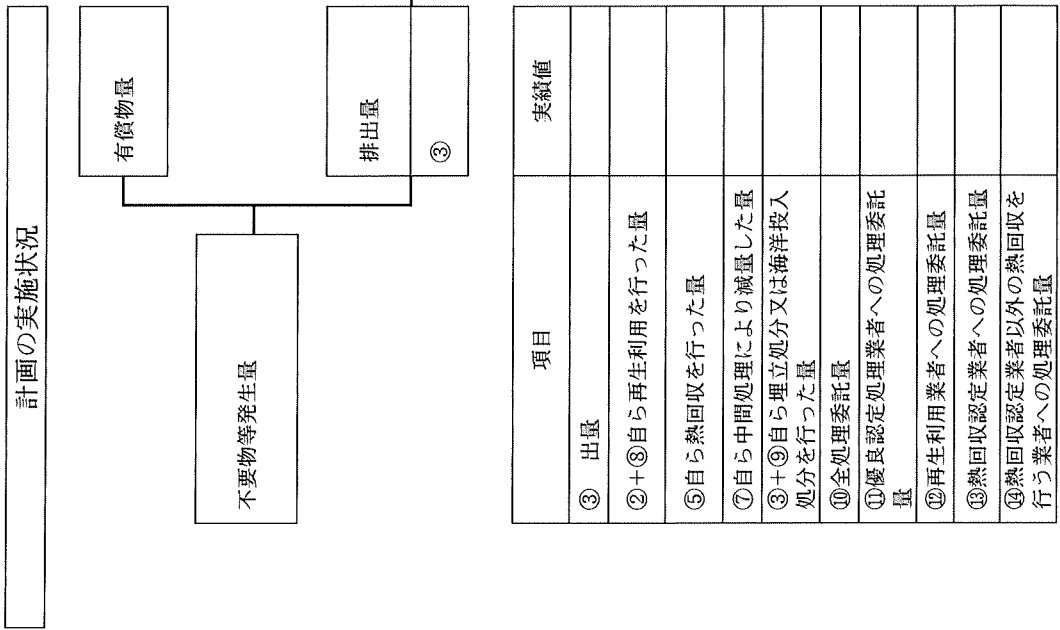 計画の実施状況
有償物量
不要物等発生量
排出量
③
項目
実績値
③ 出量
②+⑧自ら再生利用を行った量
⑤自ら熱回収を行った量
⑦自ら中間処理により減量した量
③+⑨自ら埋立処分又は海洋投入
処分を行った量
⑩全処理委託量
⑪優良認定処理業者への処理委託
量
⑫再生利用業者への処理委託量
⑬熱回収認定業者への処理委託量
⑭熱回収認定業者以外の熱回収を
行う業者への処理委託量